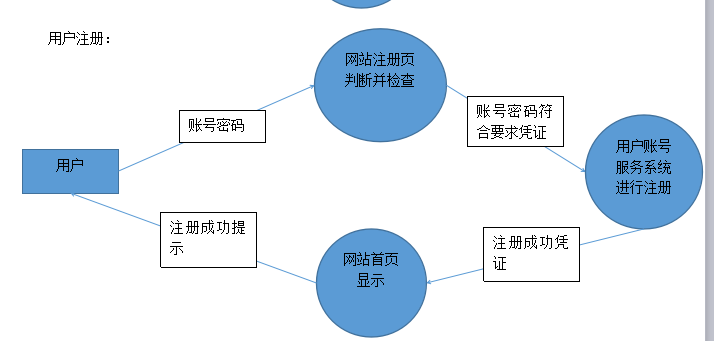 用户注册：
网站注册页
判断并检查
账号密码
账号密码符
合要求凭证
用户
用户账号
服务系统
进行注册
注册成功提
示
网站首页
显示
注册成功凭
证